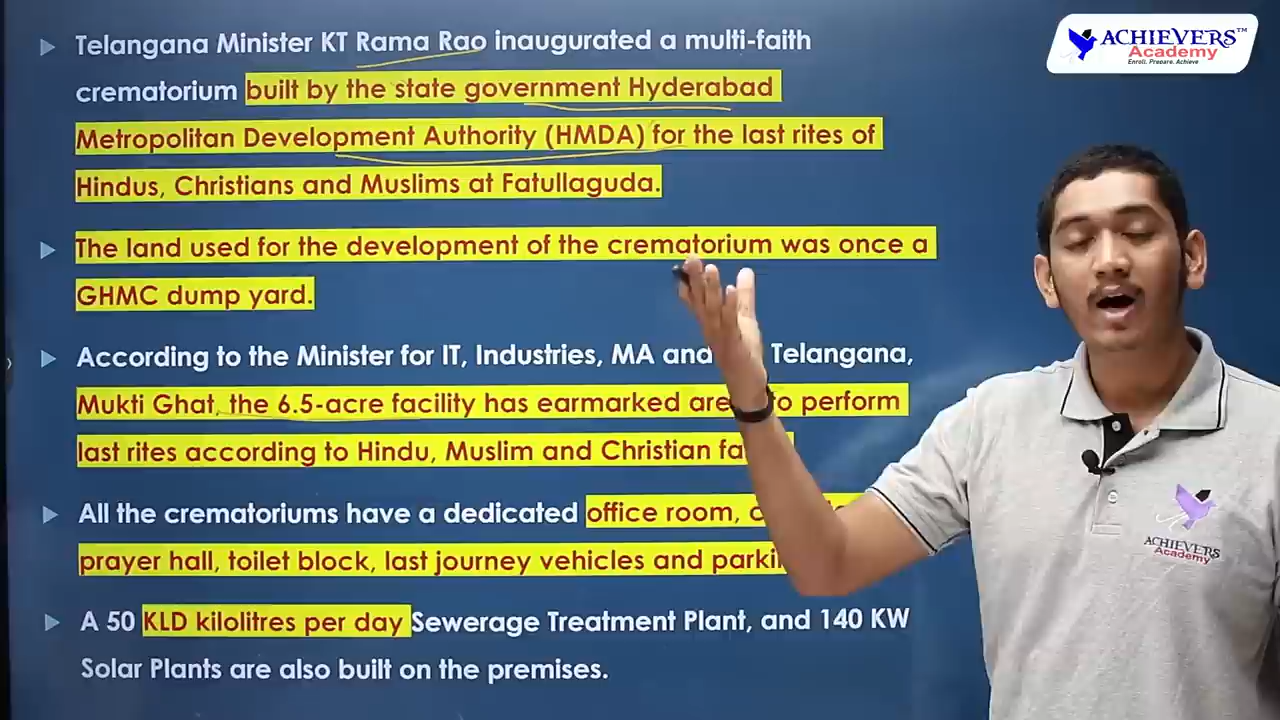 Telangana Minister KT Rama Rao inaugurated a multi-faith
crematorium built by the state government Hyderabad
Metropolitan Development Authority (HMDA) for the last rites of
Hindus, Christians and Muslims at Fatullaguda.
The land used for the development of the crematorium was once a
GHMC dump yard.
According to the Minister for IT, Industries, MA and Telangana,
Mukti Ghat, the 6.5-acre facility has earmarked to perform
last rites according to Hindu, Muslim and Christian
All the crematoriums have a dedicated office room,
prayer hall, toilet block, last journey vehicles and
A 50 KLD kilolitres per day Sewerage Treatment Plant, and 140 KW
Solar Plants are also built on the premises.
ACHIEVERS™
Academy
Enroll. Prepare. Achieve
ACHIEVERS
Academy